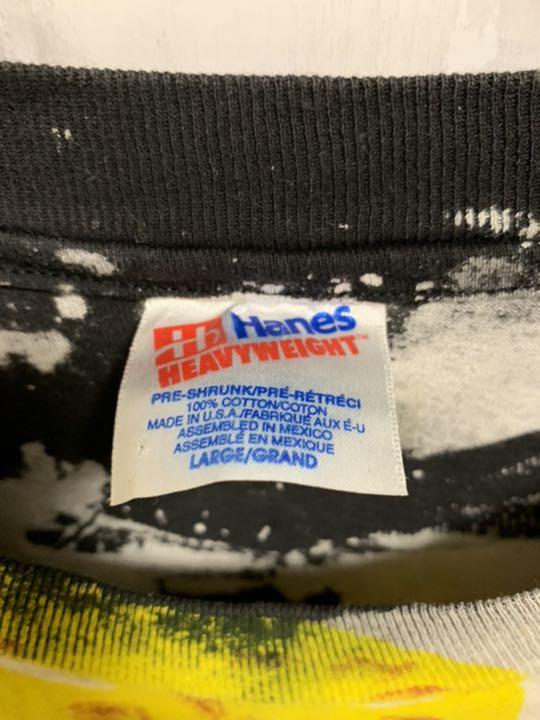 Hanes
HEAVYWEIGHT™
PRE-SHRUNK/PRÉ-RÉTRÉCI
100% COTTON/COTON
MADE IN U.S.A./FABRIQUÉ AUX É-U
ASSEMBLED IN MEXICO
ASSEMBLÉ EN MEXIQUE
LARGE/GRAND